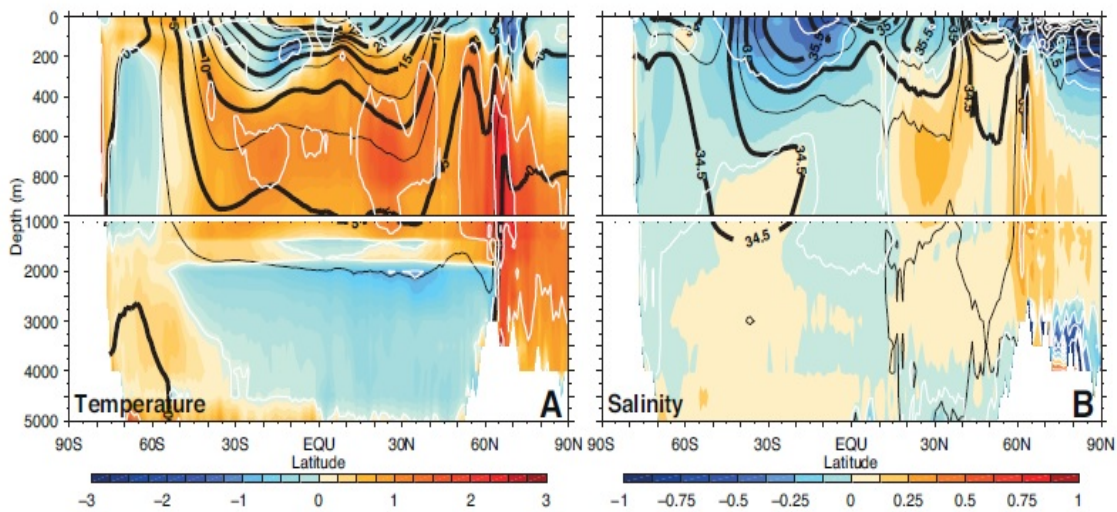 0
200
400
600
800
1000
2000
3000
4000
5000
Depth (m)
Temperature
A
Salinity
B
90S 60S 30S EQU 30N 60N 90N
90S 60S 30S EQU 30N 60N 90N
Latitude
Latitude
−3 −2 −1 0 1 2 3
−1 −0.75 −0.5 −0.25 0 0.25 0.5 0.75 1
10
15
20
5
35.5
35
34.5
34.5
34.5
34.5